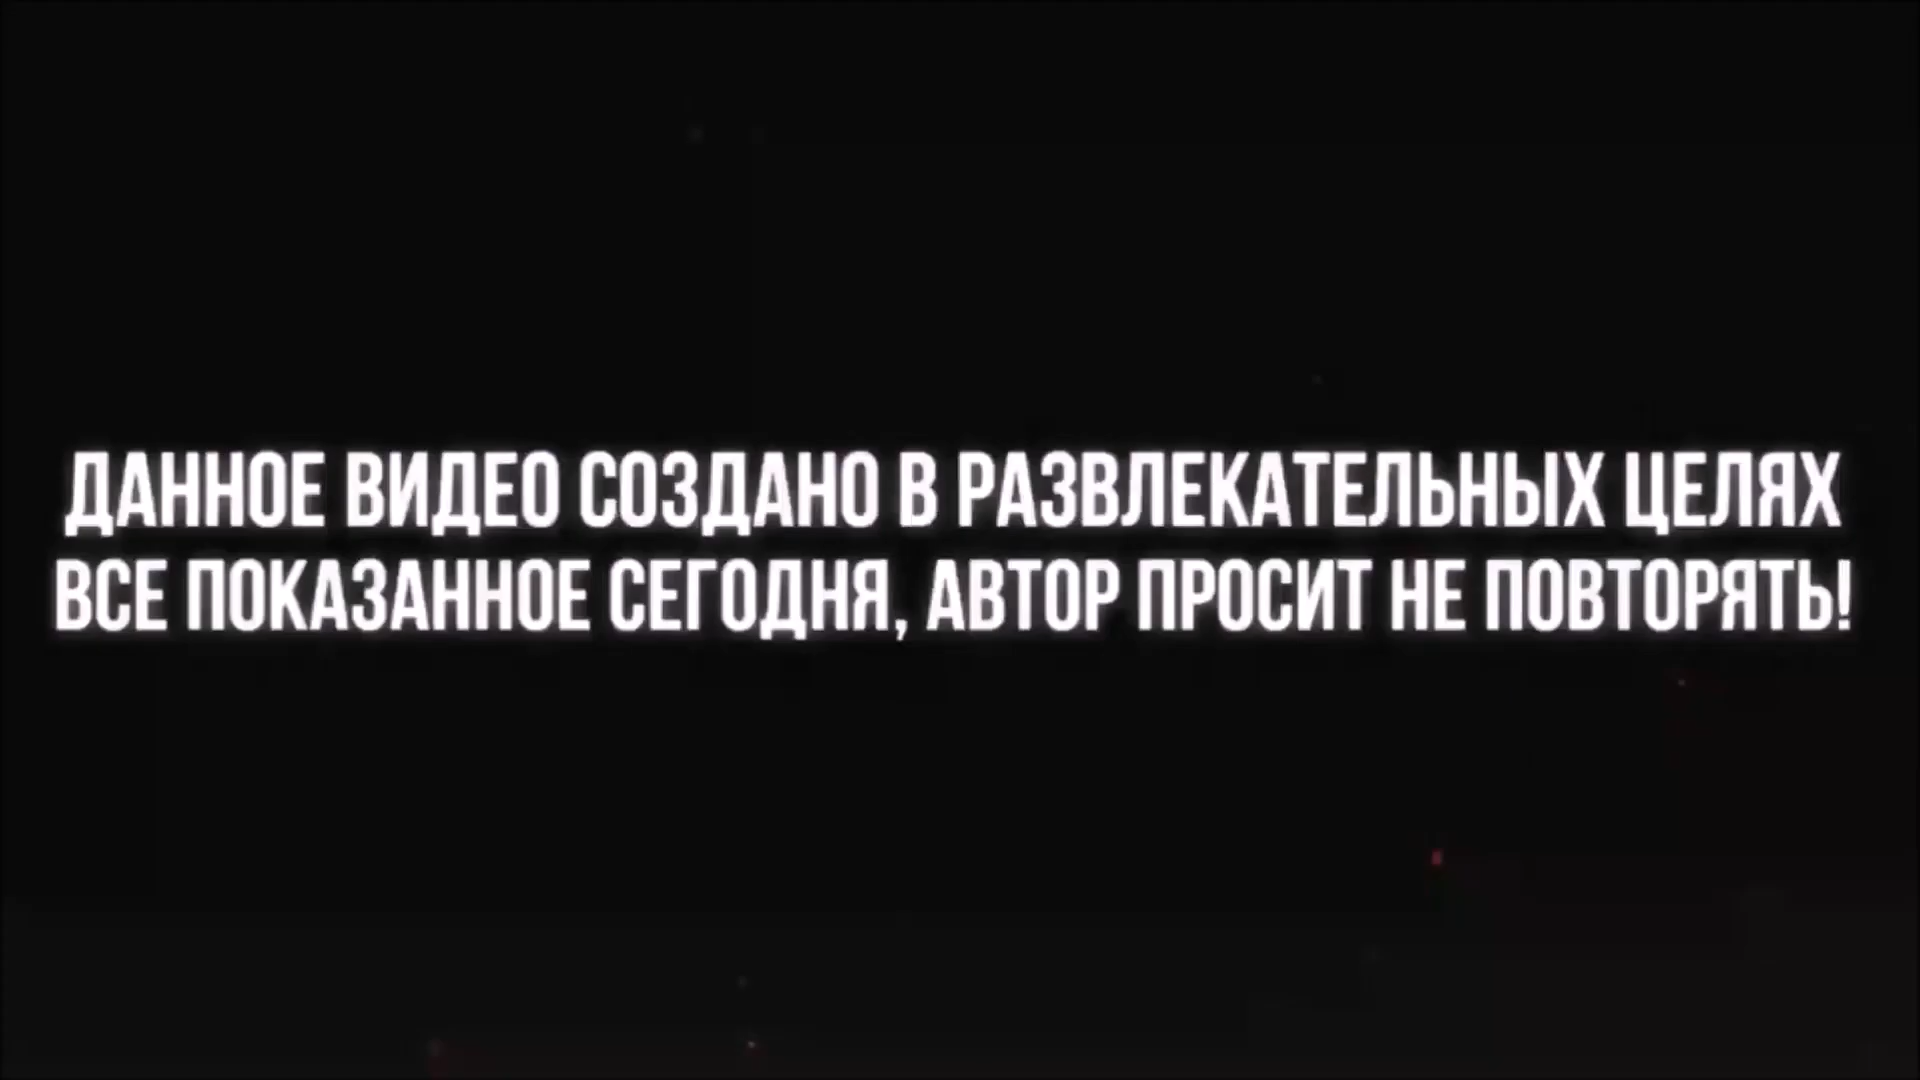 ДАННОЕ ВИДЕО СОЗДАНО В РАЗВЛЕКАТЕЛЬНЫХ ЦЕЛЯХ
ВСЕ ПОКАЗАННОЕ СЕГОДНЯ, АВТОР ПРОСИТ НЕ ПОВТОРЯТЬ!